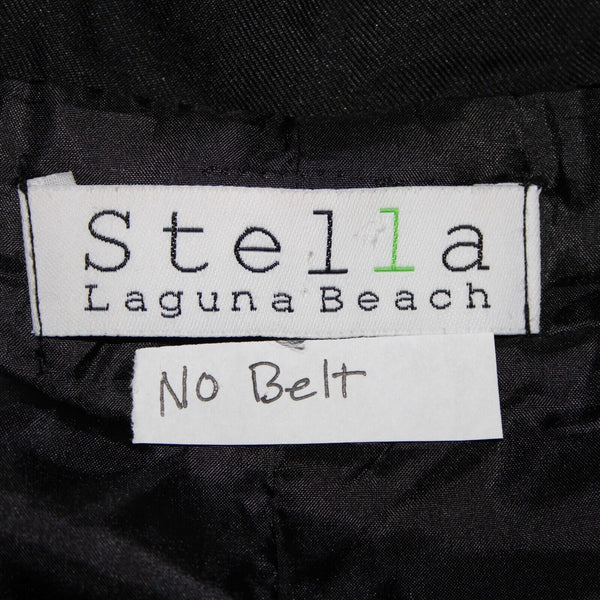 Stella
Laguna Beach
No Belt